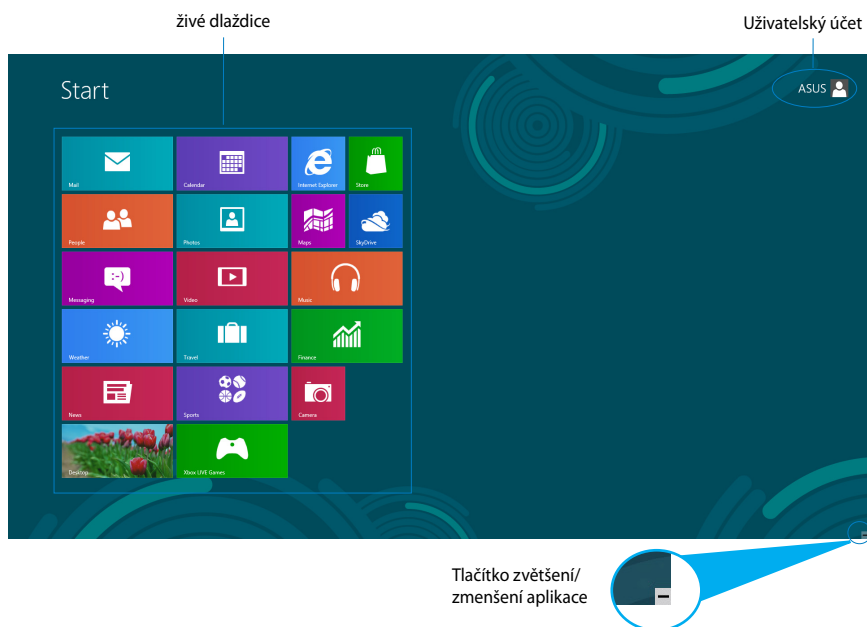 živé dlaždice
Uživatelský účet
Start
ASUS
Mail
Calendar
Internet Explorer
Store
People
Photos
Maps
SkyDrive
:-)
Messaging
Video
Music
Weather
Travel
Finance
News
Sports
Camera
Desktop
Xbox LIVE Games
Tlačítko zvětšení/
zmenšení aplikace